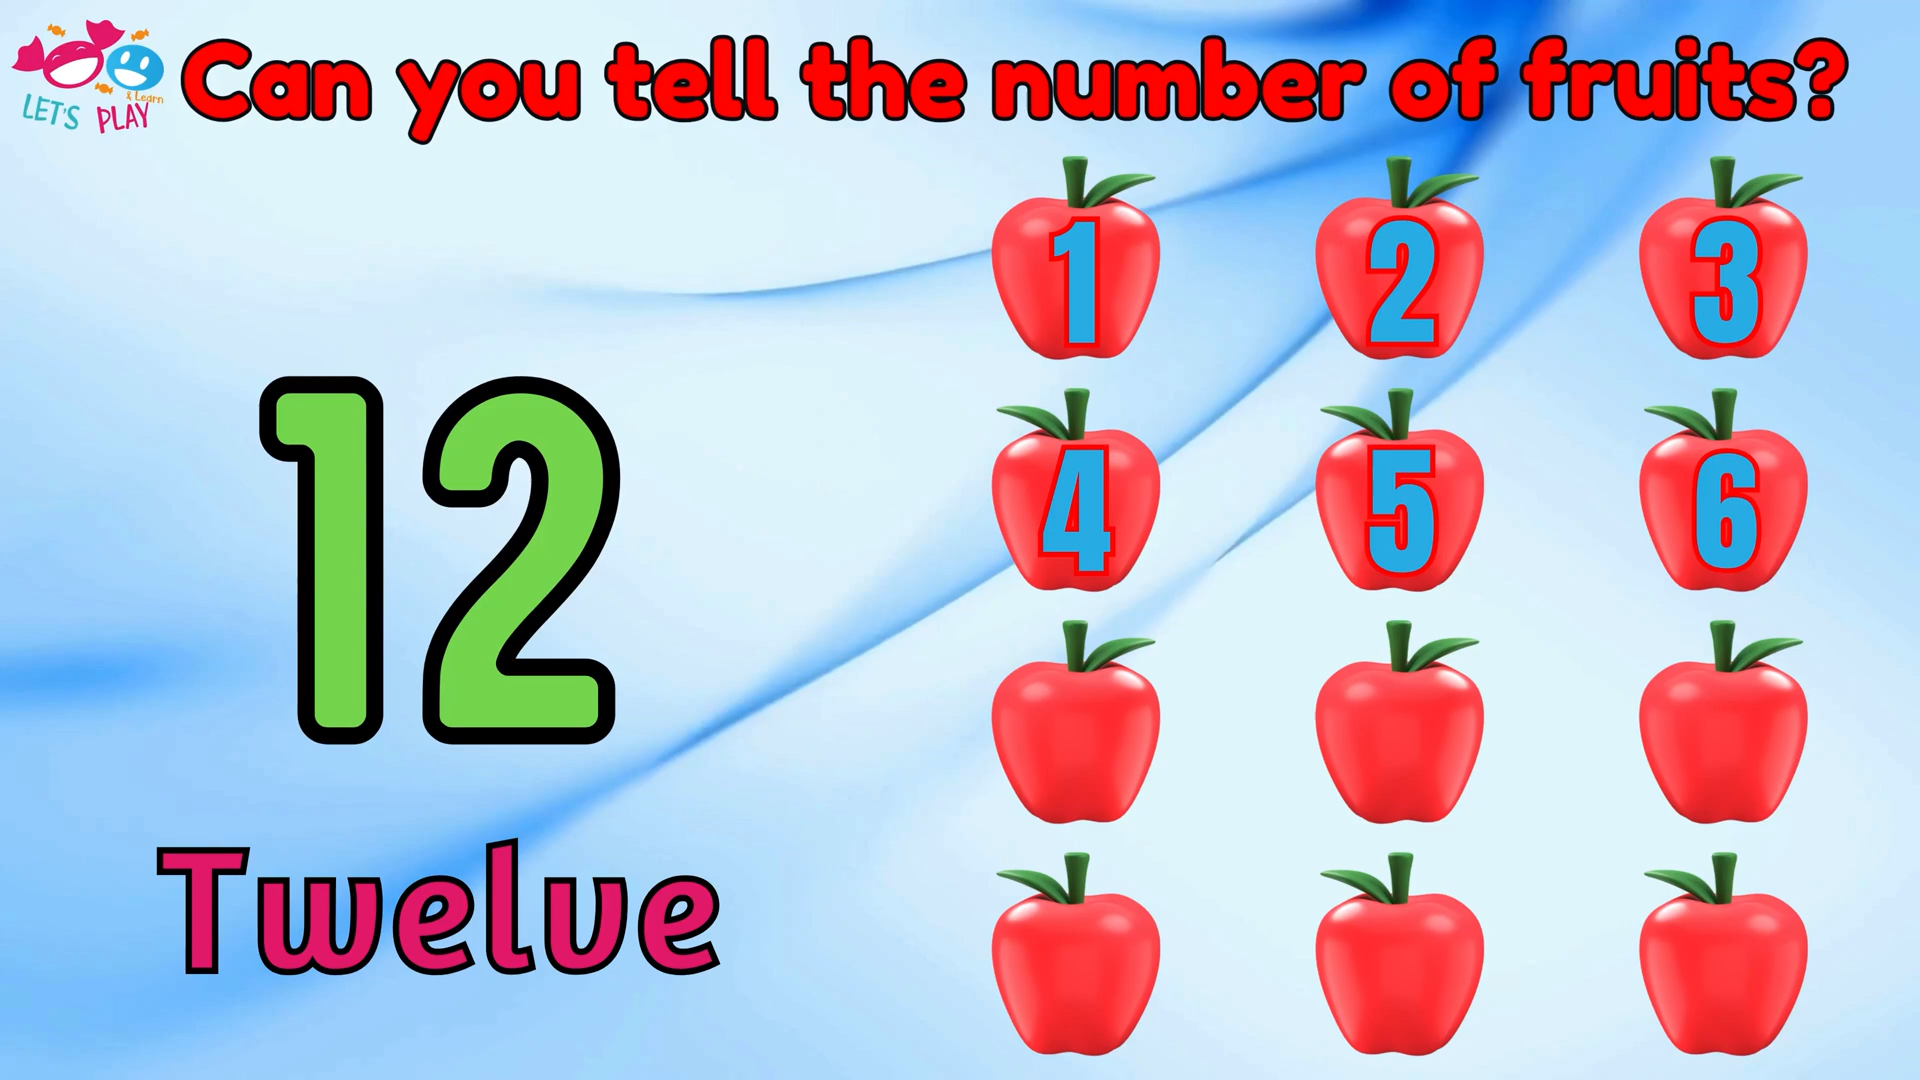 LET'S PLAY
& Learn
Can you tell the number of fruits?
1 2 3
12
4 5 6
Twelve